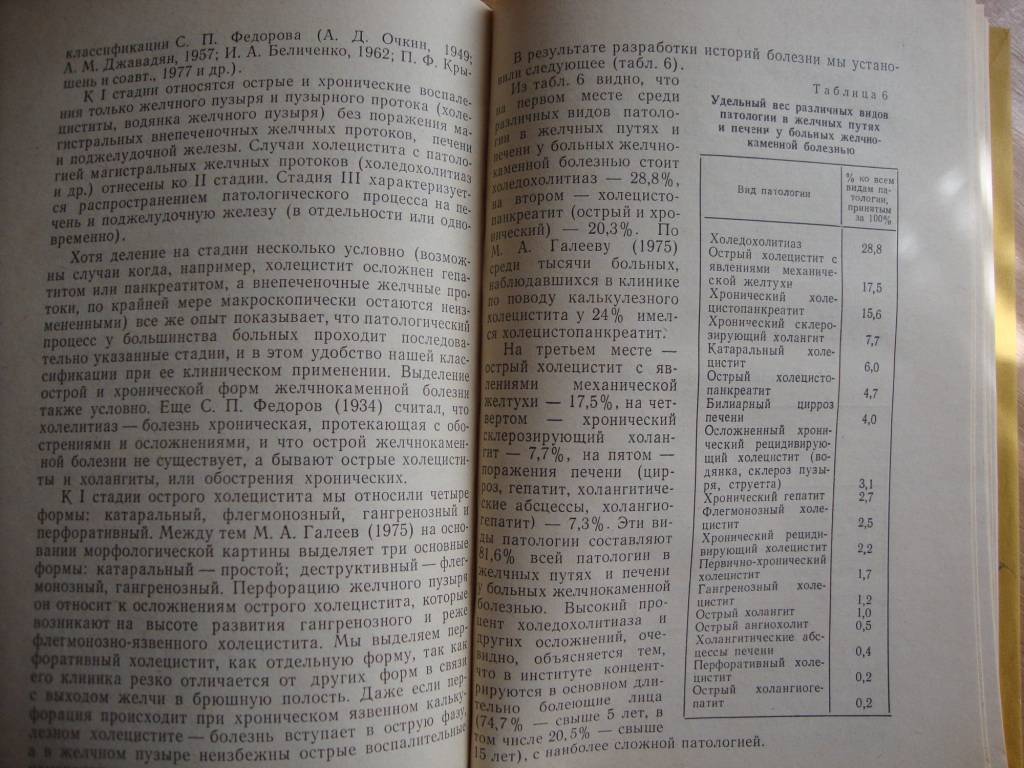 классификации С. П. Федорова (А. Д. Очкин, 1949;
А. М. Джавадян, 1957; И. А. Беличенко, 1962; П. Ф. Кры-
шень и соавт., 1977 и др.).
К I стадии относятся острые и хронические воспале-
ния только желчного пузыря и пузырного протока (холе-
циститы, водянка желчного пузыря) без поражения ма-
гистральных внепеченочных желчных протоков, печени
и поджелудочной железы. Случаи холецистита с патоло-
гией магистральных желчных протоков (холедохолитиаз
и др.) отнесены ко II стадии. Стадия III характеризует-
ся распространением патологического процесса на пе-
чень и поджелудочную железу (в отдельности или одно-
временно).
Хотя деление на стадии несколько условно (возмож-
ны случаи когда, например, холецистит осложнен гепа-
титом или панкреатитом, а внепеченочные желчные про-
токи, по крайней мере макроскопически остаются неиз-
мененными) все же опыт показывает, что патологический
процесс у большинства больных проходит последова-
тельно указанные стадии, и в этом удобство нашей клас-
сификации при ее клиническом применении. Выделение
острой и хронической форм желчнокаменной болезни
также условно. Еще С. П. Федоров (1934) считал, что
холелитиаз — болезнь хроническая, протекающая с обо-
стрениями и осложнениями, и что острой желчнокамен-
ной болезни не существует, а бывают острые холецисти-
ты и холангиты, или обострения хронических.
К I стадии острого холецистита мы относили четыре
формы: катаральный, флегмонозный, гангренозный и
перфоративный. Между тем М. А. Галеев (1975) на осно-
вании морфологической картины выделяет три основные
формы: катаральный — простой; деструктивный — флег-
монозный, гангренозный. Перфорацию желчного пузыря
он относит к осложнениям острого холецистита, которые
возникают на высоте развития гангренозного и реже
флегмонозно-язвенного холецистита. Мы выделяем пер-
форативный холецистит, как отдельную форму, так как
его клиника резко отличается от других форм в связи
с выходом желчи в брюшную полость. Даже если пер-
форация происходит при хроническом язвенном кальку-
лезном холецистите — болезнь вступает в острую фазу,
а в желчном пузыре неизбежны острые воспалительные
В результате разработки историй болезни мы устано-
вили следующее (табл. 6).
Из табл. 6 видно, что
на первом месте среди
различных видов патоло-
гии в желчных путях и
печени у больных желчно-
каменной болезнью стоит
холедохолитиаз — 28,8%,
на втором — холецисто-
панкреатит (острый и хро-
нический) — 20,3%. По
М. А. Галееву (1975)
среди тысячи больных,
наблюдавшихся в клинике
по поводу калькулезного
холецистита у 24% имел-
ся холецистопанкреатит.
На третьем месте —
острый холецистит с яв-
лениями механической
желтухи — 17,5%, на чет-
вертом — хронический
склерозирующий холан-
гит — 7,7%, на пятом —
поражения печени (цир-
роз, гепатит, холангитиче-
ские абсцессы, холангио-
гепатит) — 7,3%. Эти ви-
ды патологии составляют
81,6% всей патологии в
желчных путях и печени
у больных желчнокаменной
болезнью. Высокий про-
цент холедохолитиаза и
других осложнений, оче-
видно, объясняется тем,
что в институте концент-
рируются в основном дли-
тельно болеющие лица
(74,7% — свыше 5 лет, в
том числе 20,5% — свыше
15 лет), с наиболее сложной патологией.
Таблица 6
Удельный вес различных видов
патологии в желчных путях
и печени у больных желчно-
каменной болезнью
Вид патологии
% ко всем
видам па-
тологии,
принятым
за 100%
Холедохолитиаз 28,8
Острый холецистит с
явлениями механиче-
ской желтухи 17,5
Хронический холе-
цистопанкреатит 15,6
Хронический склеро-
зирующий холангит 7,7
Катаральный холе-
цистит 6,0
Острый холецисто-
панкреатит 4,7
Билиарный цирроз
печени 4,0
Осложненный хрони-
ческий рецидивирую-
щий холецистит (во-
дянка, склероз пузы-
ря, струетта) 3,1
Хронический гепатит 2,7
Флегмонозный холе-
цистит 2,5
Хронический рециди-
вирующий холецистит 2,2
Первично-хронический
холецистит 1,7
Гангренозный холе-
цистит 1,2
Острый холангит 1,0
Острый ангиохолит 0,5
Холангитические абс-
цессы печени 0,4
Перфоративный холе-
цистит 0,2
Острый холангиоге-
патит 0,2